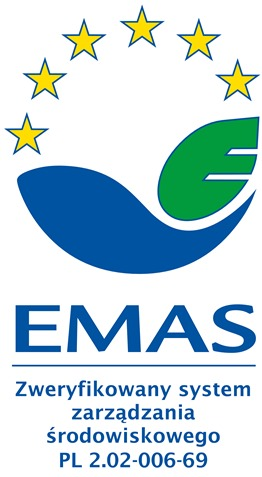 EMAS
Zweryfikowany system
zarządzania
środowiskowego
PL 2.02-006-69